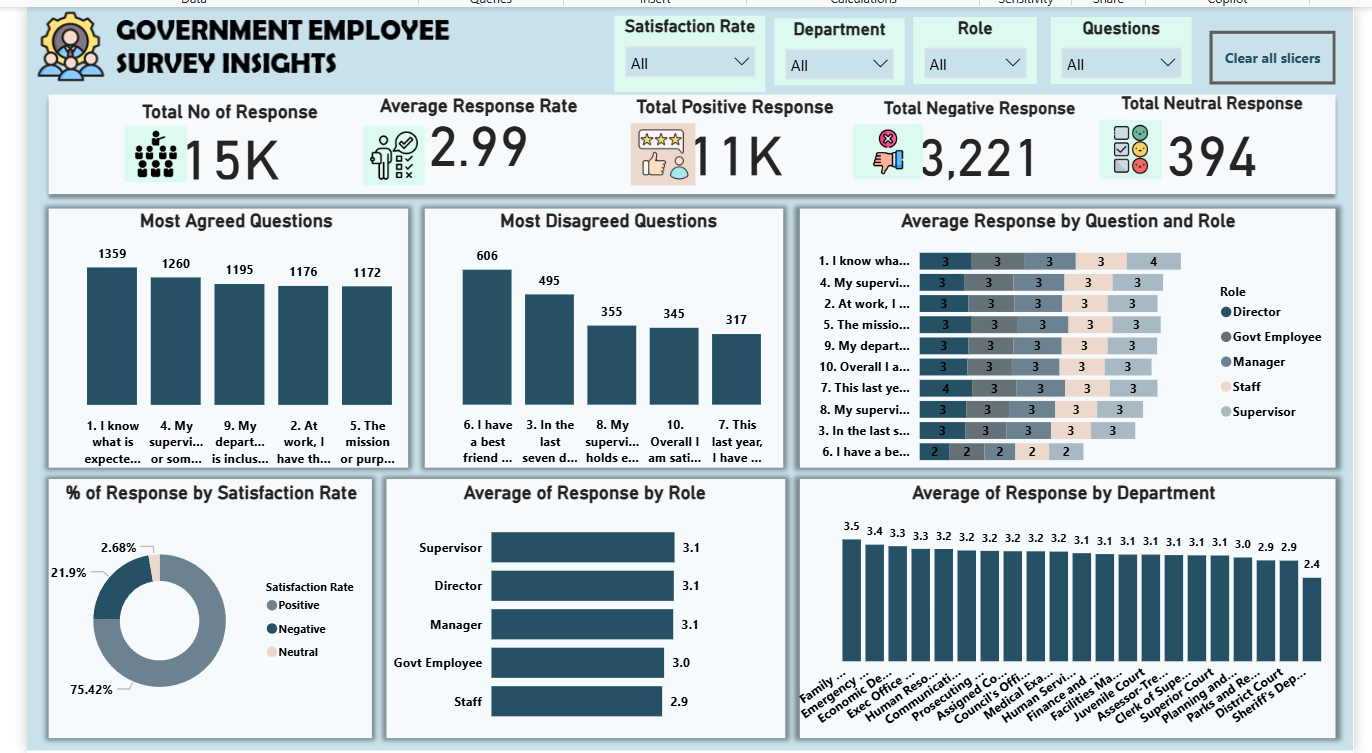 Data Queries Insert Calculations Sensitivity Share Copilot
GOVERNMENT EMPLOYEE
SURVEY INSIGHTS
Satisfaction Rate
All
Department
All
Role
All
Questions
All
Clear all slicers
Total No of Response
15K
Average Response Rate
2.99
Total Positive Response
11K
Total Negative Response
3,221
Total Neutral Response
394
Most Agreed Questions
1359
1260
1195
1176
1172
1. I know
what is
expecte...
4. My
supervi...
or som...
9. My
depart...
is inclus...
2. At
work, I
have th...
5. The
mission
or purp...
Most Disagreed Questions
606
495
355
345
317
6. I have
a best
friend ...
3. In the
last
seven d...
8. My
supervi...
holds e...
10.
Overall I
am sati...
7. This
last year,
I have ...
Average Response by Question and Role
1. I know wha... 3 3 3 3 4
4. My supervi... 3 3 3 3 3
2. At work, I ... 3 3 3 3 3
5. The missio... 3 3 3 3 3
9. My depart... 3 3 3 3 3
10. Overall I a... 3 3 3 3 3
7. This last ye... 4 3 3 3 3
8. My supervi... 3 3 3 3 3
3. In the last s... 3 3 3 3 3
6. I have a be... 2 2 2 2 2
Role
Director
Govt Employee
Manager
Staff
Supervisor
% of Response by Satisfaction Rate
2.68%
21.9%
75.42%
Satisfaction Rate
Positive
Negative
Neutral
Average of Response by Role
Supervisor 3.1
Director 3.1
Manager 3.1
Govt Employee 3.0
Staff 2.9
Average of Response by Department
3.5 3.4 3.3 3.3 3.2 3.2 3.2 3.2 3.2 3.2 3.1 3.1 3.1 3.1 3.1 3.1 3.1 3.0 2.9 2.9 2.4
Family ...
Emergency ...
Economic De...
Exec Office ...
Human Reso...
Communicati...
Prosecuting ...
Assigned Co...
Council's Offi...
Medical Exa...
Human Servi...
Finance and ...
Facilities Ma...
Juvenile Court
Assessor-Tre...
Clerk of Supe...
Superior Court
Planning and...
Parks and Re...
District Court
Sheriff's Dep...